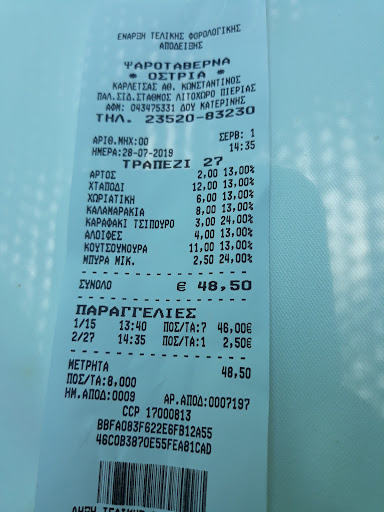 ΕΝΑΡΞΗ ΤΕΛΙΚΗΣ ΦΟΡΟΛΟΓΙΚΗΣ
ΑΠΟΔΕΙΞΗΣ
ΨΑΡΟΤΑΒΕΡΝΑ
* ΟΣΤΡΙΑ *
ΚΑΡΛΕΤΣΑΣ ΑΘ. ΚΩΝΣΤΑΝΤΙΝΟΣ
ΠΑΛ.ΣΙΔ.ΣΤΑΘΜΟΣ ΛΙΤΟΧΩΡΟ ΠΙΕΡΙΑΣ
ΑΦΜ: 043475331 ΔΟΥ ΚΑΤΕΡΙΝΗΣ
ΤΗΛ. 23520-83230
ΑΡΙΘ.ΜΗΧ:00 ΣΕΡΒ: 1
ΗΜΕΡΑ:28-07-2019 14:35
ΤΡΑΠΕΖΙ 27
ΑΡΤΟΣ 2,00 13,00%
ΧΤΑΠΟΔΙ 12,00 13,00%
ΧΩΡΙΑΤΙΚΗ 6,00 13,00%
ΚΑΛΑΜΑΡΑΚΙΑ 8,00 13,00%
ΚΑΡΑΦΑΚΙ ΤΣΙΠΟΥΡΟ 3,00 24,00%
ΑΛΟΙΦΕΣ 4,00 13,00%
ΚΟΥΤΣΟΥΜΟΥΡΑ 11,00 13,00%
ΜΠΥΡΑ ΜΙΚ. 2,50 24,00%
ΣΥΝΟΛΟ € 48,50
ΠΑΡΑΓΓΕΛΙΕΣ
1/15 13:40 ΠΟΣ/ΤΑ:7 46,00€
2/27 14:35 ΠΟΣ/ΤΑ:1 2,50€
ΜΕΤΡΗΤΑ 48,50
ΠΟΣ/ΤΑ:8,000
ΗΜ.ΑΠΟΔ:0009 ΑΡ.ΑΠΟΔ:0007197
CCP 17000813
BBFA083F622E6FB12A55
46C0B3870E55FEA81CAD